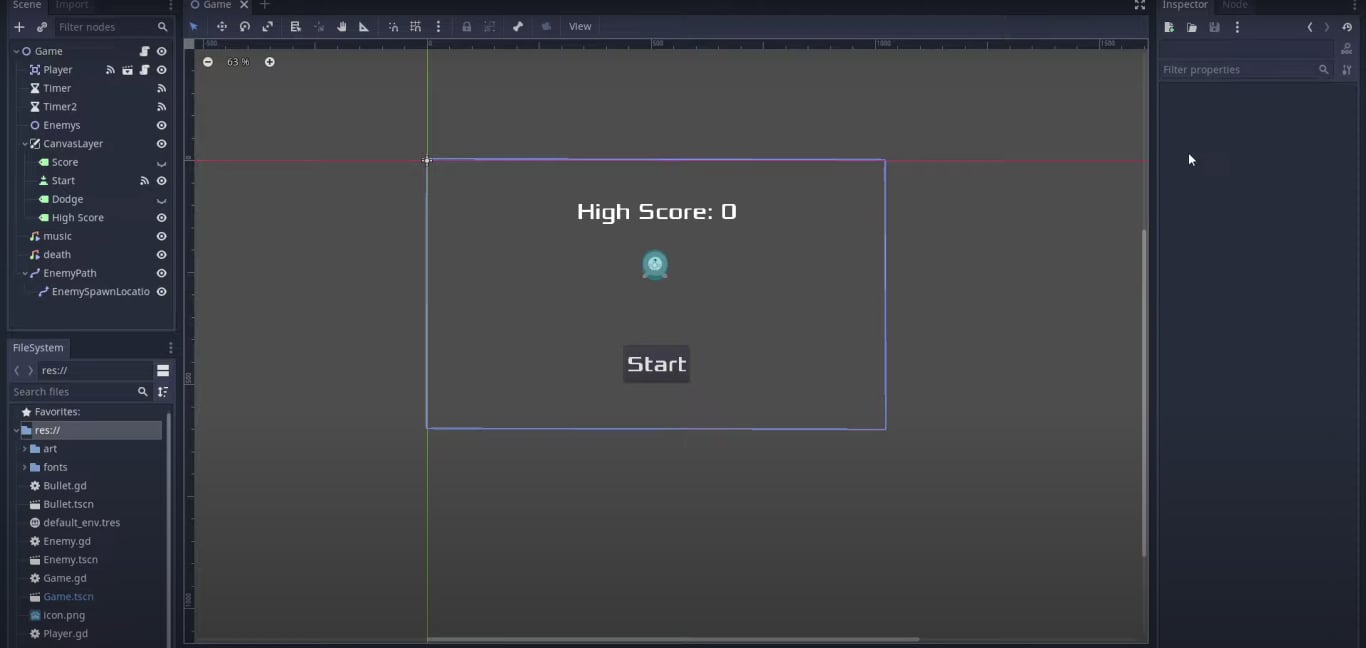 Scene Import
Filter nodes
Game
Player
Timer
Timer2
Enemys
CanvasLayer
Score
Start
Dodge
High Score
music
death
EnemyPath
EnemySpawnLocatio
FileSystem
res://
Search files
Favorites:
res://
art
fonts
Bullet.gd
Bullet.tscn
default_env.tres
Enemy.gd
Enemy.tscn
Game.gd
Game.tscn
icon.png
Player.gd
Game
View
-500 0 500 1000 1500
63 %
0
500
1000
High Score: 0
Start
Inspector Node
Filter properties